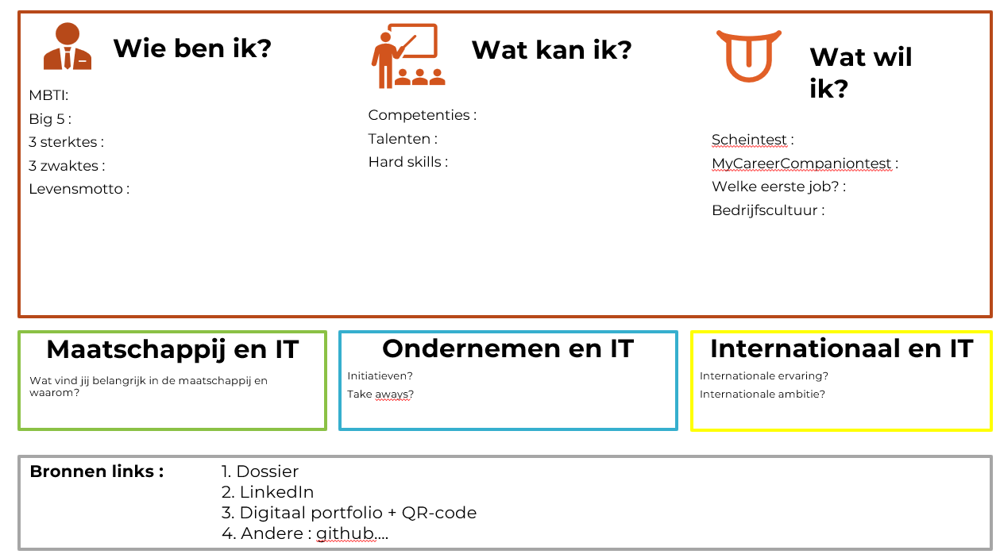 Wie ben ik?
MBTI:
Big 5 :
3 sterktes :
3 zwaktes :
Levensmotto :
Wat kan ik?
Competenties :
Talenten :
Hard skills :
Wat wil
ik?
Scheintest :
MyCareerCompaniontest :
Welke eerste job? :
Bedrijfscultuur :
Maatschappij en IT
Wat vind jij belangrijk in de maatschappij en
waarom?
Ondernemen en IT
Initiatieven?
Take aways?
Internationaal en IT
Internationale ervaring?
Internationale ambitie?
Bronnen links :
1. Dossier
2. LinkedIn
3. Digitaal portfolio + QR-code
4. Andere : github....